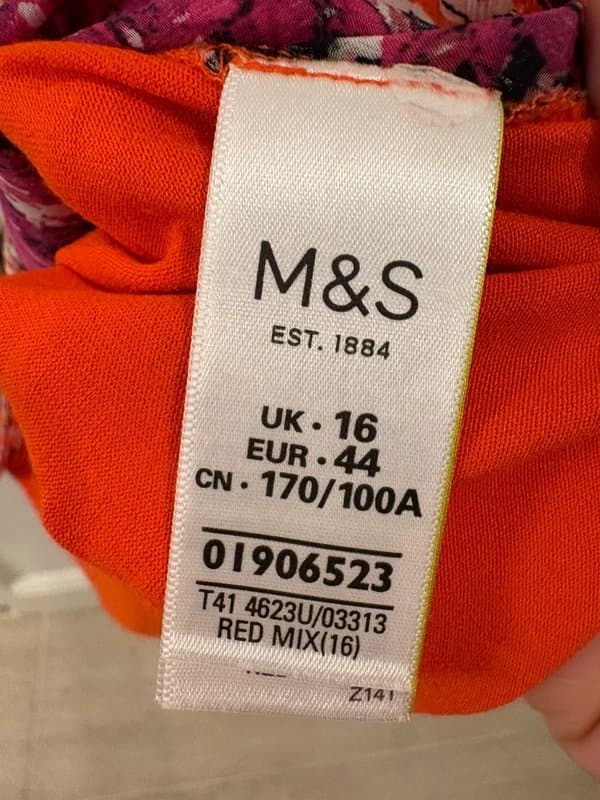 M&S
EST. 1884
UK · 16
EUR · 44
CN · 170/100A
01906523
T41 4623U/03313
RED MIX(16)
Z141